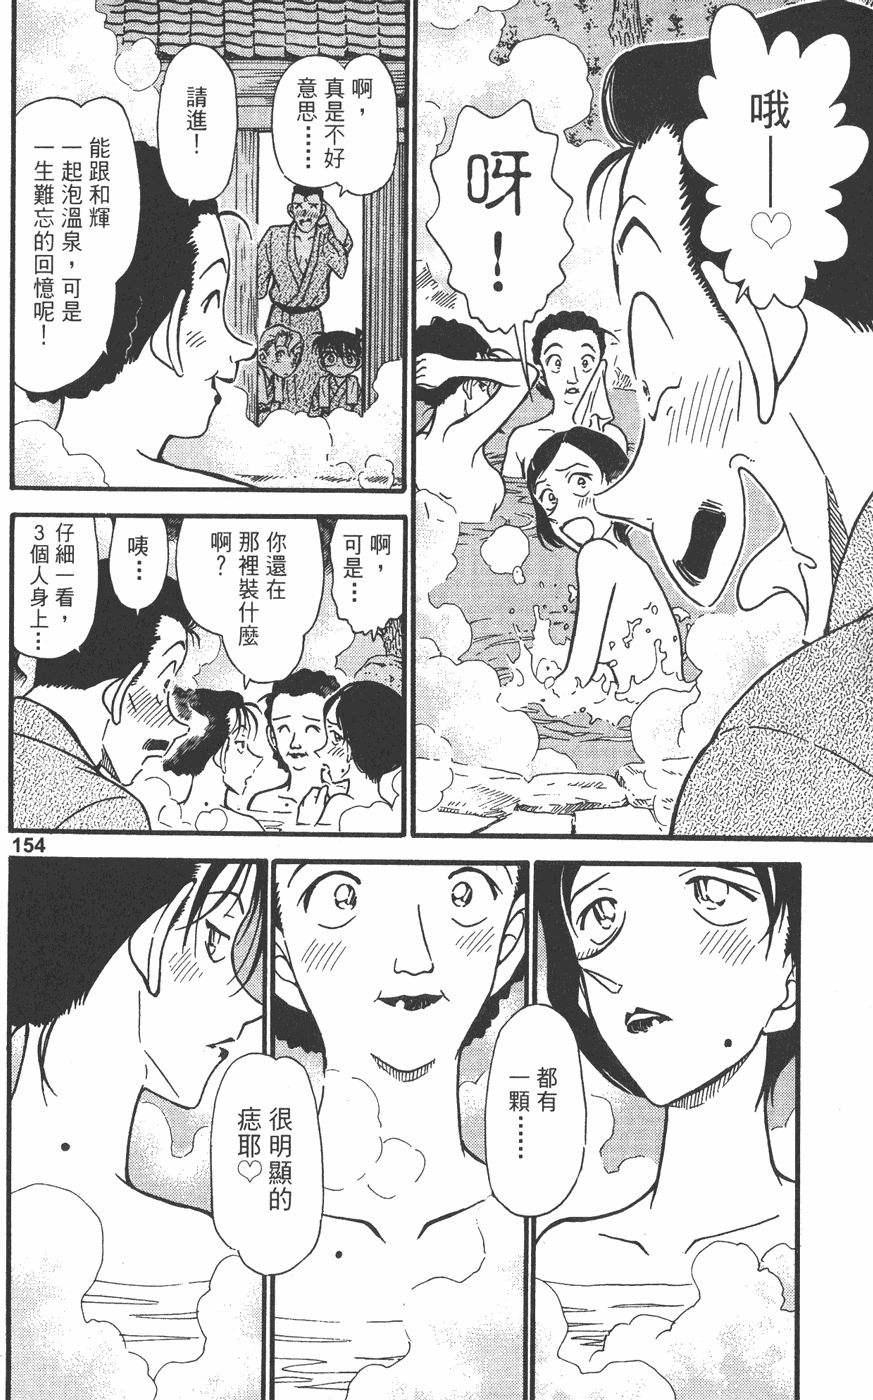 哦——♡
呀！
啊，
真是不好
意思……
請進！
能跟和輝
一起泡溫泉，可是
一生難忘的回憶呢！
啊，
可是…
你還在
那裡裝什麼
啊？
咦…
仔細一看，
3個人身上…
154
都有
一顆……
很明顯的
痣耶♡